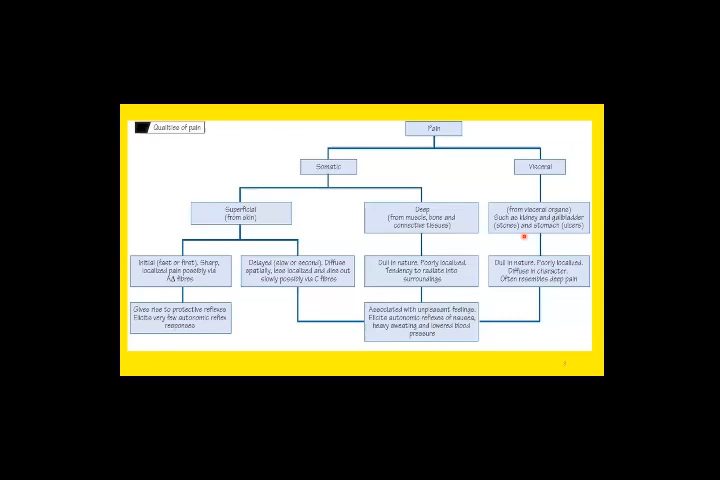 Qualities of pain
Pain
Somatic
Visceral
Superficial
(from skin)
Deep
(from muscle, bone and
connective tissues)
(from visceral organs)
Such as kidney and gallbladder
(stones) and stomach (ulcers)
Initial (fast or first). Sharp,
localized pain possibly via
Aδ fibres
Delayed (slow or second). Diffuse
spatially, less localized and dies out
slowly possibly via C fibres
Dull in nature. Poorly localized.
Tendency to radiate into
surroundings
Dull in nature. Poorly localized.
Diffuse in character.
Often resembles deep pain
Gives rise to protective reflexes.
Elicits very few autonomic reflex
responses
Associated with unpleasant feelings.
Elicits autonomic reflexes of nausea,
heavy sweating and lowered blood
pressure